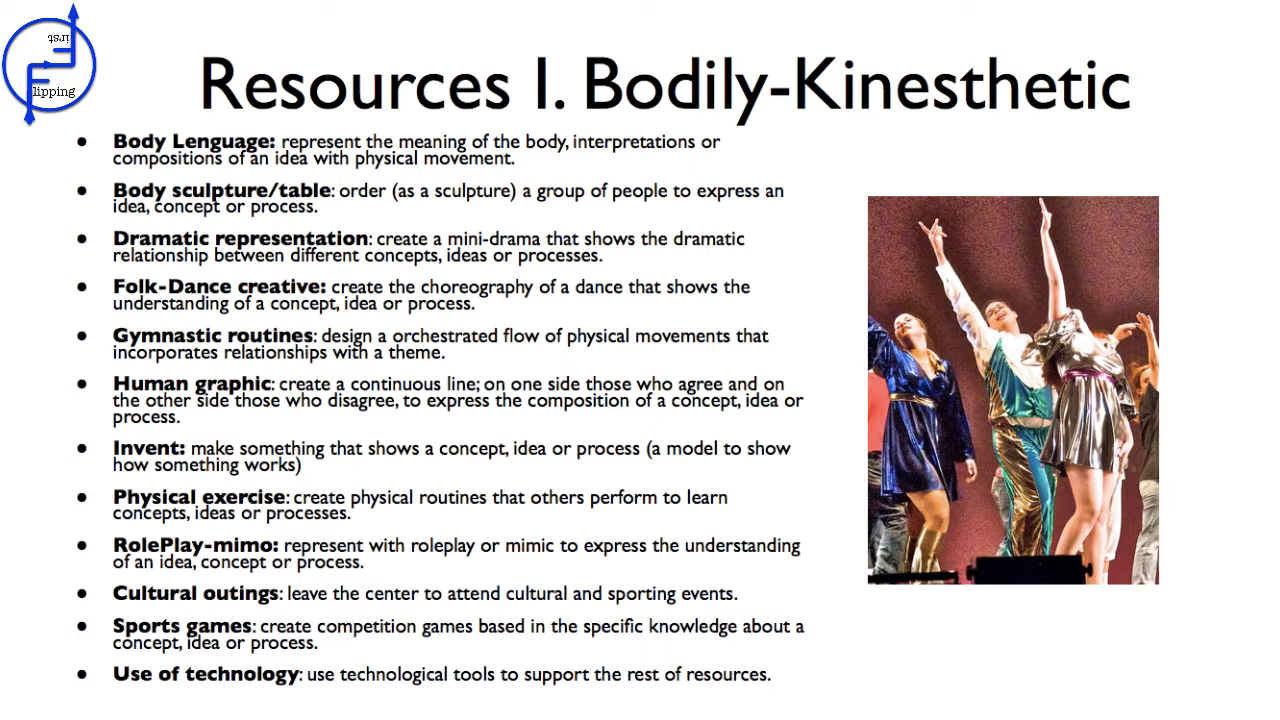 first
lipping
Resources I. Bodily-Kinesthetic
• Body Lenguage: represent the meaning of the body, interpretations or
compositions of an idea with physical movement.
• Body sculpture/table: order (as a sculpture) a group of people to express an
idea, concept or process.
• Dramatic representation: create a mini-drama that shows the dramatic
relationship between different concepts, ideas or processes.
• Folk-Dance creative: create the choreography of a dance that shows the
understanding of a concept, idea or process.
• Gymnastic routines: design a orchestrated flow of physical movements that
incorporates relationships with a theme.
• Human graphic: create a continuous line; on one side those who agree and on
the other side those who disagree, to express the composition of a concept, idea or
process.
• Invent: make something that shows a concept, idea or process (a model to show
how something works)
• Physical exercise: create physical routines that others perform to learn
concepts, ideas or processes.
• RolePlay-mimo: represent with roleplay or mimic to express the understanding
of an idea, concept or process.
• Cultural outings: leave the center to attend cultural and sporting events.
• Sports games: create competition games based in the specific knowledge about a
concept, idea or process.
• Use of technology: use technological tools to support the rest of resources.